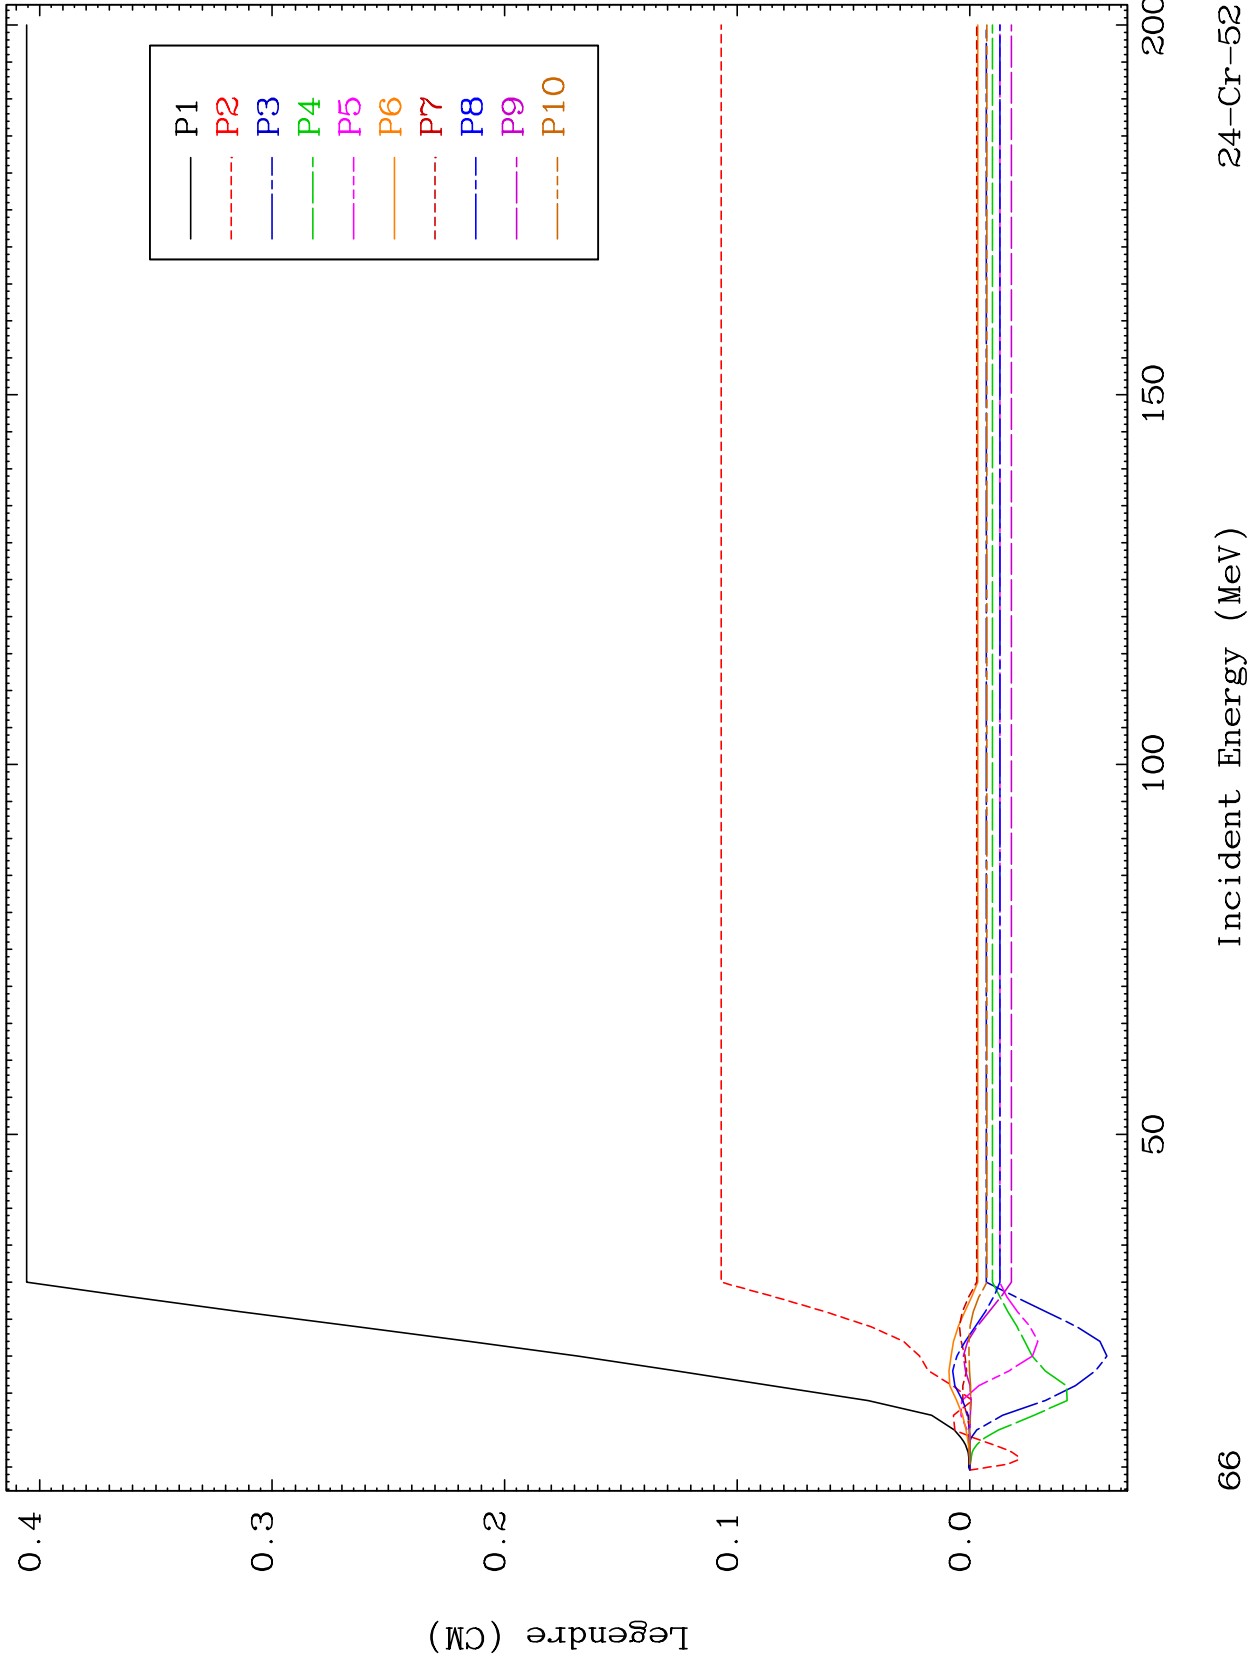 P1
P2
P3
P4
P5
P6
P7
P8
P9
P10
0.4
0.3
0.2
0.1
0.0
Legendre (CM)
50
100
150
200
Incident Energy (MeV)
66
24-Cr-52